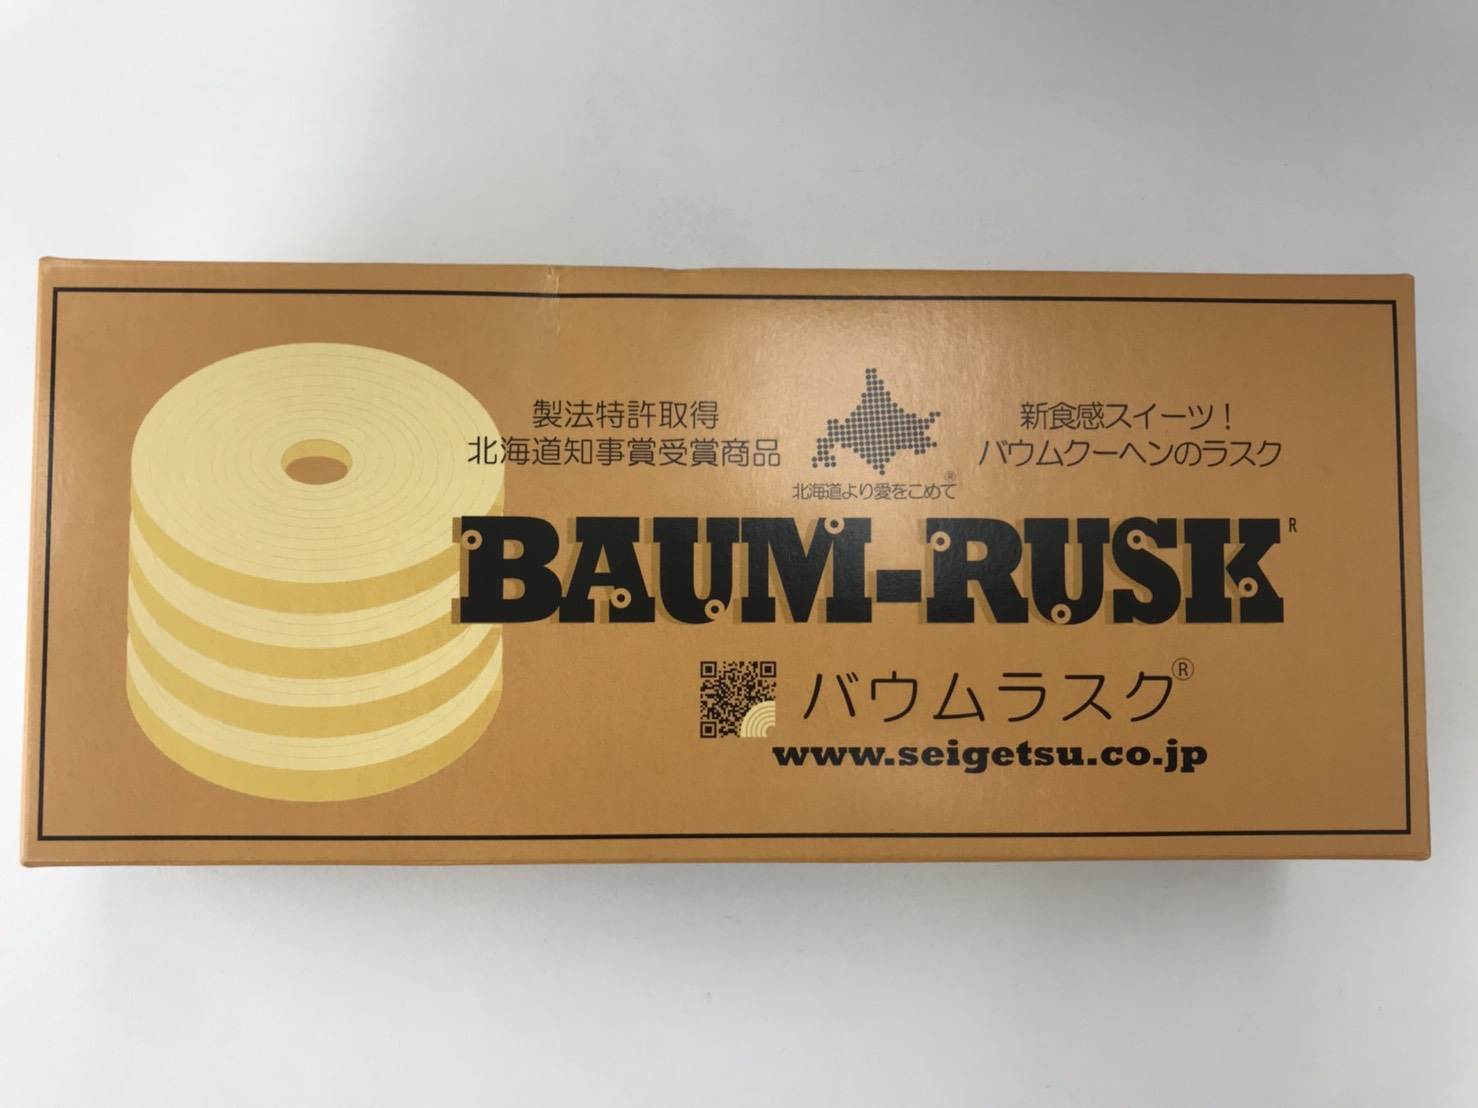 製法特許取得
北海道知事賞受賞商品
北海道より愛をこめて®
新食感スイーツ！
バウムクーヘンのラスク
BAUM-RUSK R
バウムラスク®
www.seigetsu.co.jp